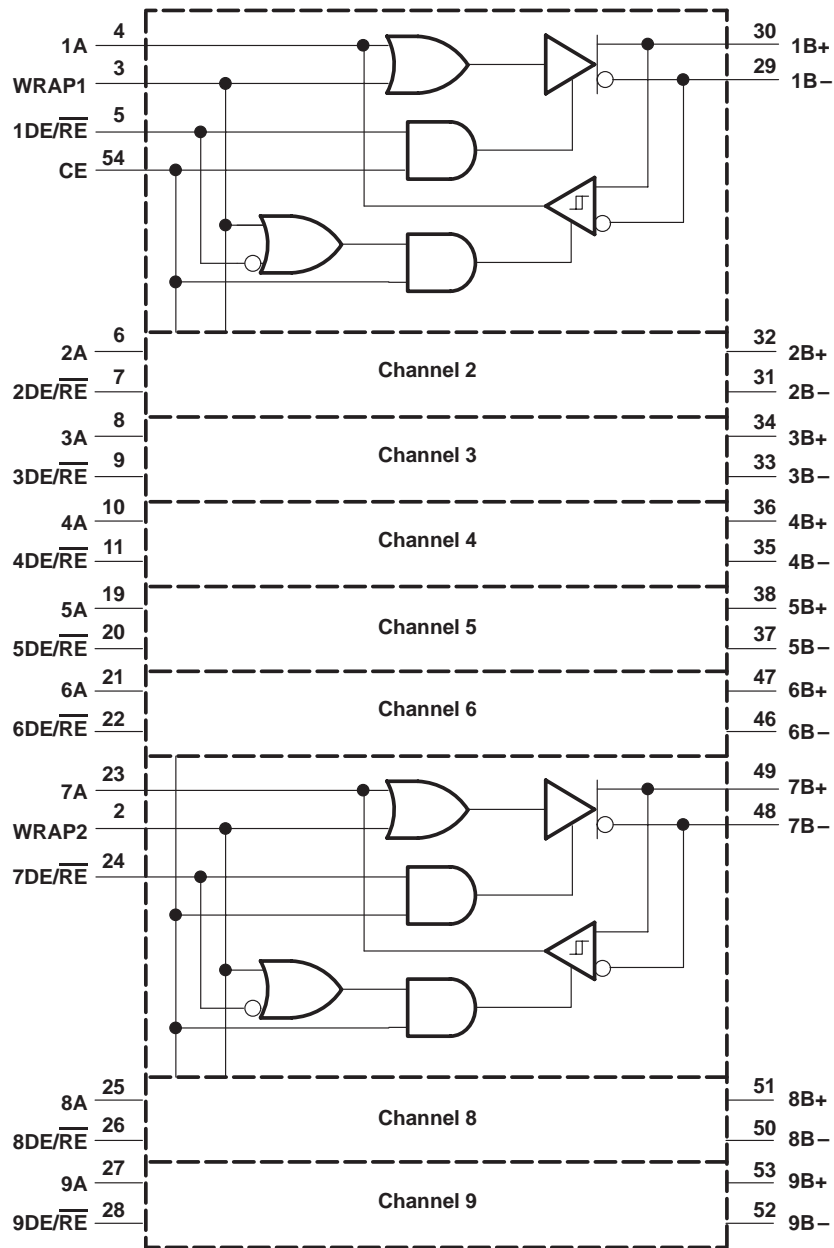 1A 4 30 1B+
WRAP1 3 29 1B−
1DE/RE 5
CE 54
2A 6 32 2B+
Channel 2
2DE/RE 7 31 2B−
3A 8 34 3B+
Channel 3
3DE/RE 9 33 3B−
4A 10 36 4B+
Channel 4
4DE/RE 11 35 4B−
5A 19 38 5B+
Channel 5
5DE/RE 20 37 5B−
6A 21 47 6B+
Channel 6
6DE/RE 22 46 6B−
7A 23 49 7B+
WRAP2 2 48 7B−
7DE/RE 24
8A 25 51 8B+
Channel 8
8DE/RE 26 50 8B−
9A 27 53 9B+
Channel 9
9DE/RE 28 52 9B−